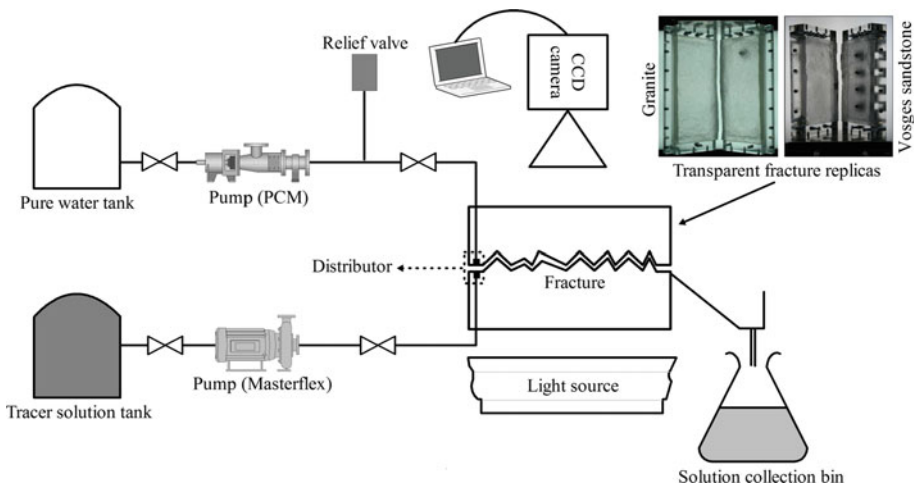 Relief valve
CCD
camera
Granite
Vosges sandstone
Transparent fracture replicas
Pure water tank
Pump (PCM)
Distributor
Fracture
Tracer solution tank
Pump (Masterflex)
Light source
Solution collection bin